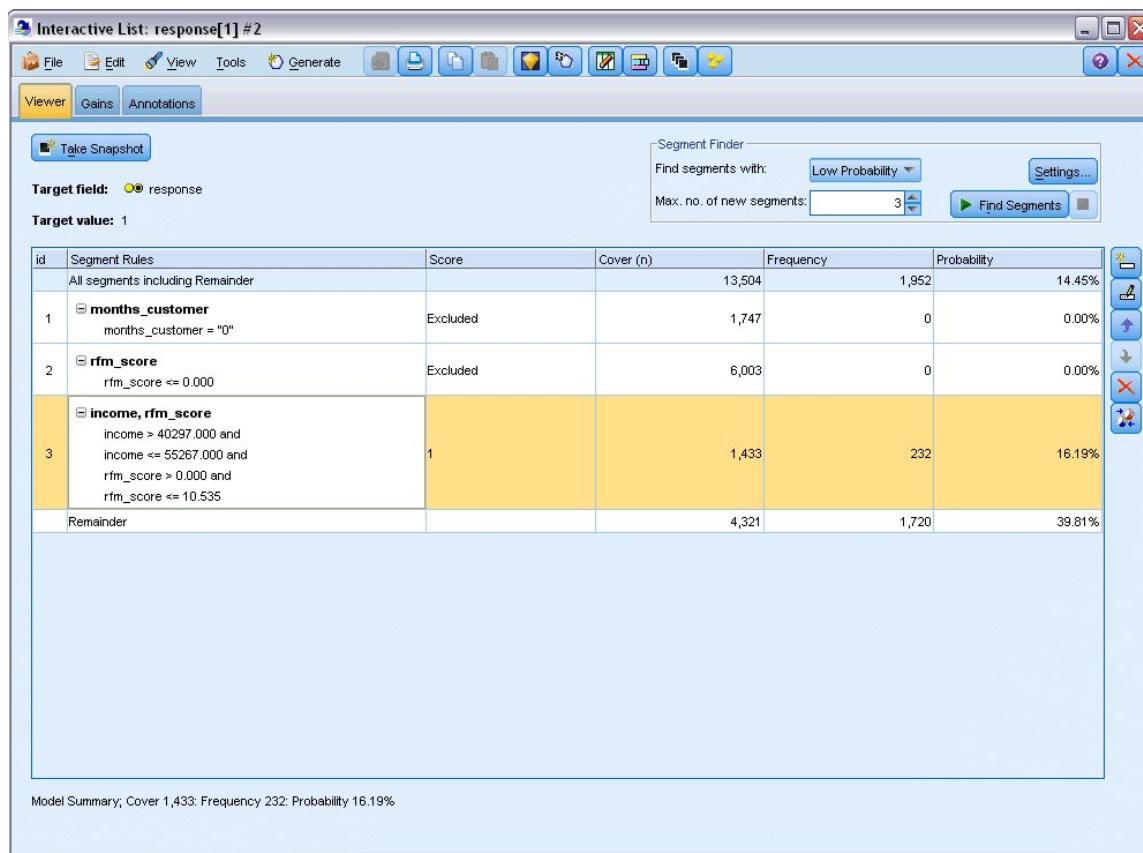 Interactive List: response[1] #2
File Edit View Tools Generate
Viewer Gains Annotations
Take Snapshot
Segment Finder
Find segments with: Low Probability Settings...
Max. no. of new segments: 3 Find Segments
Target field: response
Target value: 1
id Segment Rules Score Cover (n) Frequency Probability
All segments including Remainder 13,504 1,952 14.45%
months_customer
1 Excluded 1,747 0 0.00%
months_customer = "0"
rfm_score
2 Excluded 6,003 0 0.00%
rfm_score <= 0.000
income, rfm_score
income > 40297.000 and
3 income <= 55267.000 and 1 1,433 232 16.19%
rfm_score > 0.000 and
rfm_score <= 10.535
Remainder 4,321 1,720 39.81%
Model Summary; Cover 1,433: Frequency 232: Probability 16.19%